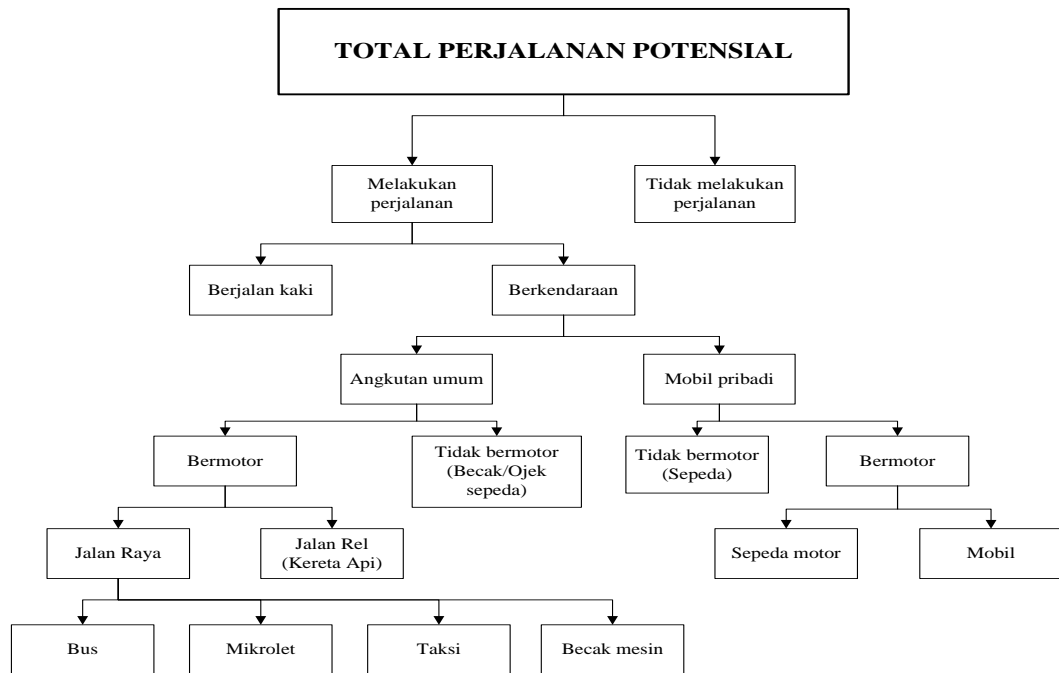 TOTAL PERJALANAN POTENSIAL
Melakukan
perjalanan
Tidak melakukan
perjalanan
Berjalan kaki
Berkendaraan
Angkutan umum
Mobil pribadi
Bermotor
Tidak bermotor
(Becak/Ojek
sepeda)
Tidak bermotor
(Sepeda)
Bermotor
Jalan Raya
Jalan Rel
(Kereta Api)
Sepeda motor
Mobil
Bus
Mikrolet
Taksi
Becak mesin